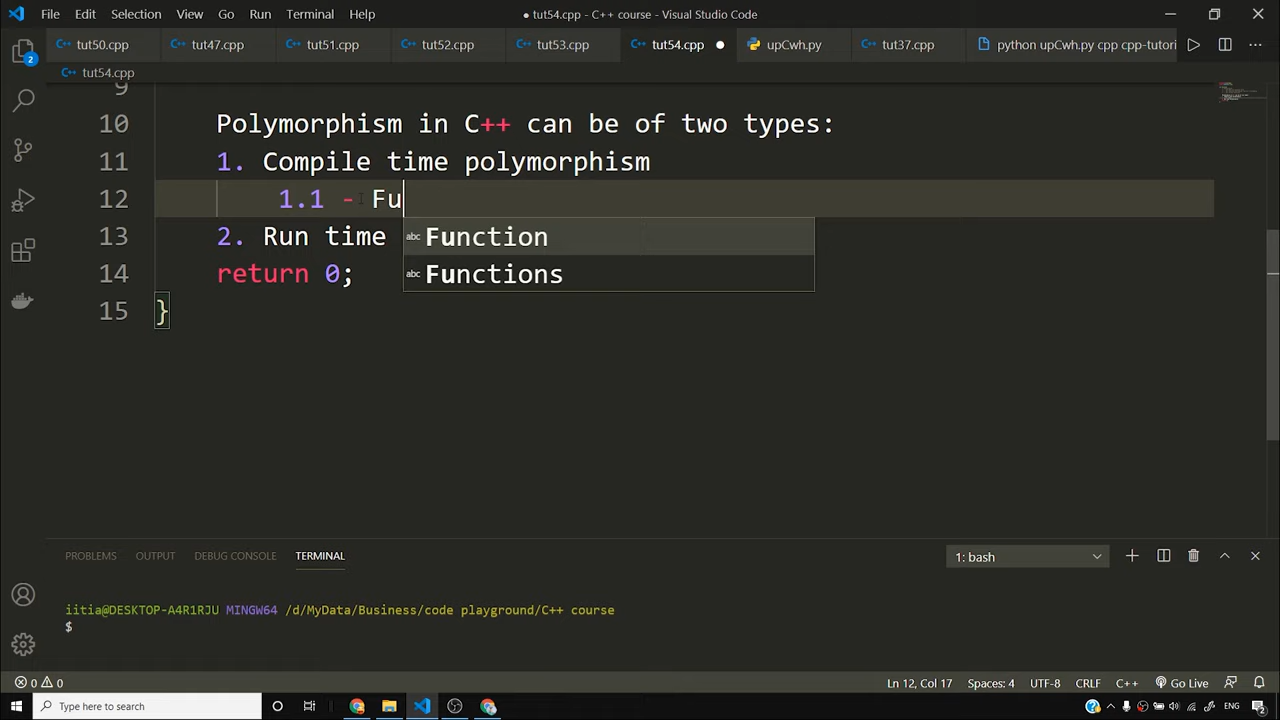 File Edit Selection View Go Run Terminal Help
● tut54.cpp - C++ course - Visual Studio Code
tut50.cpp tut47.cpp tut51.cpp tut52.cpp tut53.cpp tut54.cpp ● upCwh.py tut37.cpp python upCwh.py cpp cpp-tutori
tut54.cpp
9
10 Polymorphism in C++ can be of two types:
11 1. Compile time polymorphism
12 1.1 - Fu
13 2. Run time
Function
14 return 0;
Functions
15 }
PROBLEMS OUTPUT DEBUG CONSOLE TERMINAL 1: bash
iitia@DESKTOP-A4R1RJU MINGW64 /d/MyData/Business/code playground/C++ course
$
0 0 Ln 12, Col 17 Spaces: 4 UTF-8 CRLF C++ Go Live
Type here to search ENG 2
2